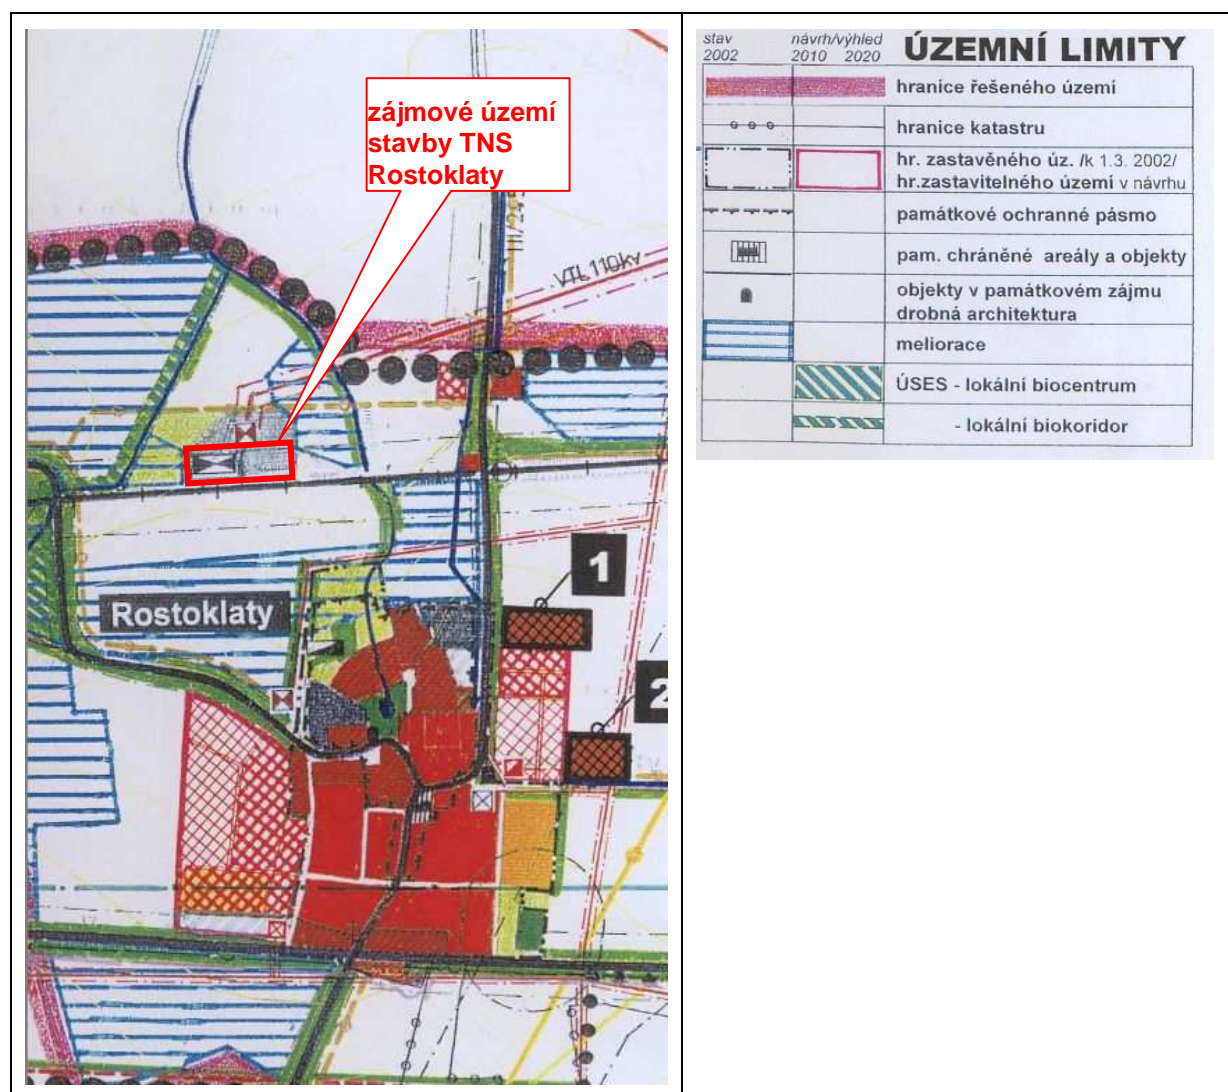 zájmové území
stavby TNS
Rostoklaty
VTL 110kv
1
Rostoklaty
2
stav
2002
návrh/výhled
2010 2020
ÚZEMNÍ LIMITY
hranice řešeného území
hranice katastru
hr. zastavěného úz. /k 1.3. 2002/
hr.zastavitelného území v návrhu
památkové ochranné pásmo
pam. chráněné areály a objekty
objekty v památkovém zájmu
drobná architektura
meliorace
ÚSES - lokální biocentrum
- lokální biokoridor